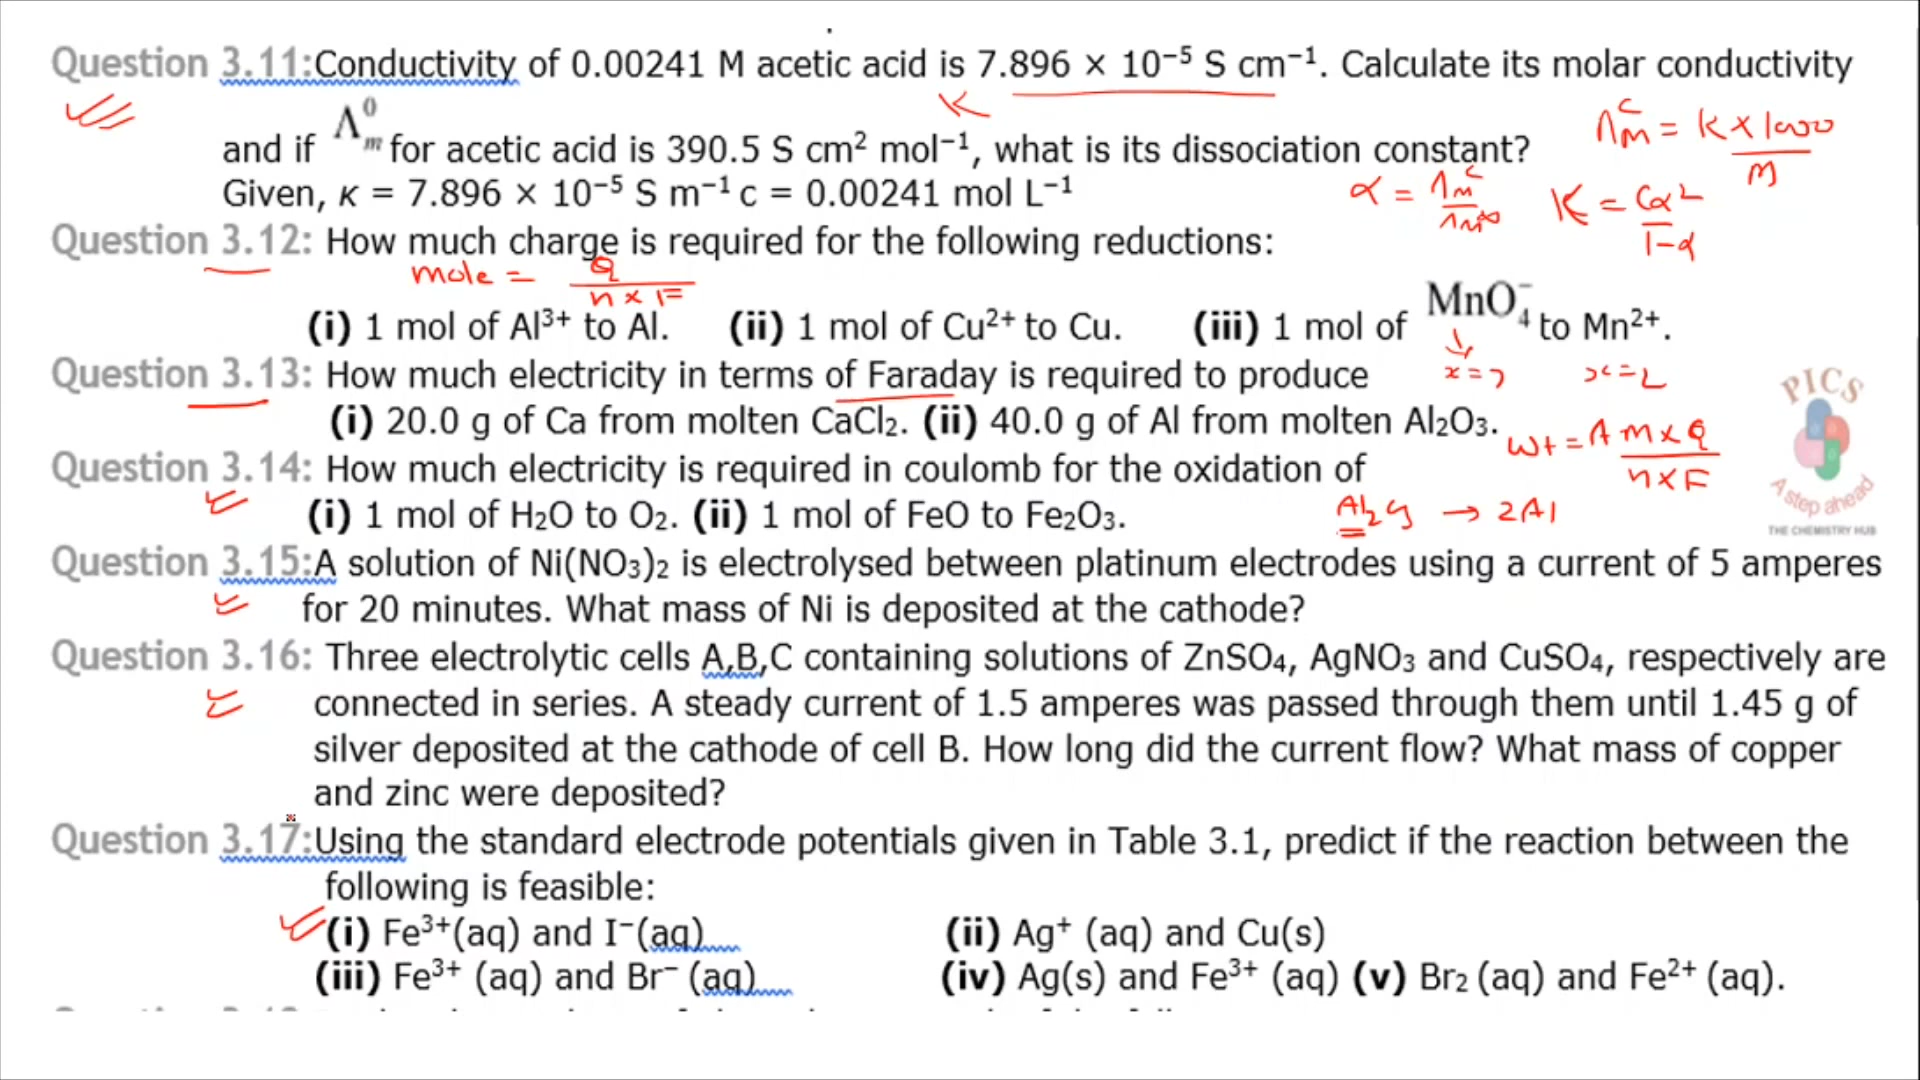 Question 3.11:Conductivity of 0.00241 M acetic acid is 7.896 × 10⁻⁵ S cm⁻¹. Calculate its molar conductivity
K
Λm^c = K × 1000 / M
and if Λ⁰m for acetic acid is 390.5 S cm² mol⁻¹, what is its dissociation constant?
Given, κ = 7.896 × 10⁻⁵ S m⁻¹ c = 0.00241 mol L⁻¹
α = Λm^c / Λm^∞
K = Cα² / 1-α
Question 3.12: How much charge is required for the following reductions:
mole = Q / n × F
(i) 1 mol of Al³⁺ to Al. (ii) 1 mol of Cu²⁺ to Cu. (iii) 1 mol of MnO₄⁻ to Mn²⁺.
x = 7 x = 2
Question 3.13: How much electricity in terms of Faraday is required to produce
(i) 20.0 g of Ca from molten CaCl₂. (ii) 40.0 g of Al from molten Al₂O₃.
wt = A M × Q / n × F
Question 3.14: How much electricity is required in coulomb for the oxidation of
(i) 1 mol of H₂O to O₂. (ii) 1 mol of FeO to Fe₂O₃.
→ 2Al
PICS
A step ahead
THE CHEMISTRY HUB
Question 3.15:A solution of Ni(NO₃)₂ is electrolysed between platinum electrodes using a current of 5 amperes
for 20 minutes. What mass of Ni is deposited at the cathode?
Question 3.16: Three electrolytic cells A,B,C containing solutions of ZnSO₄, AgNO₃ and CuSO₄, respectively are
connected in series. A steady current of 1.5 amperes was passed through them until 1.45 g of
silver deposited at the cathode of cell B. How long did the current flow? What mass of copper
and zinc were deposited?
Question 3.17:Using the standard electrode potentials given in Table 3.1, predict if the reaction between the
following is feasible:
(i) Fe³⁺(aq) and I⁻(aq) (ii) Ag⁺ (aq) and Cu(s)
(iii) Fe³⁺ (aq) and Br⁻ (aq) (iv) Ag(s) and Fe³⁺ (aq) (v) Br₂ (aq) and Fe²⁺ (aq).